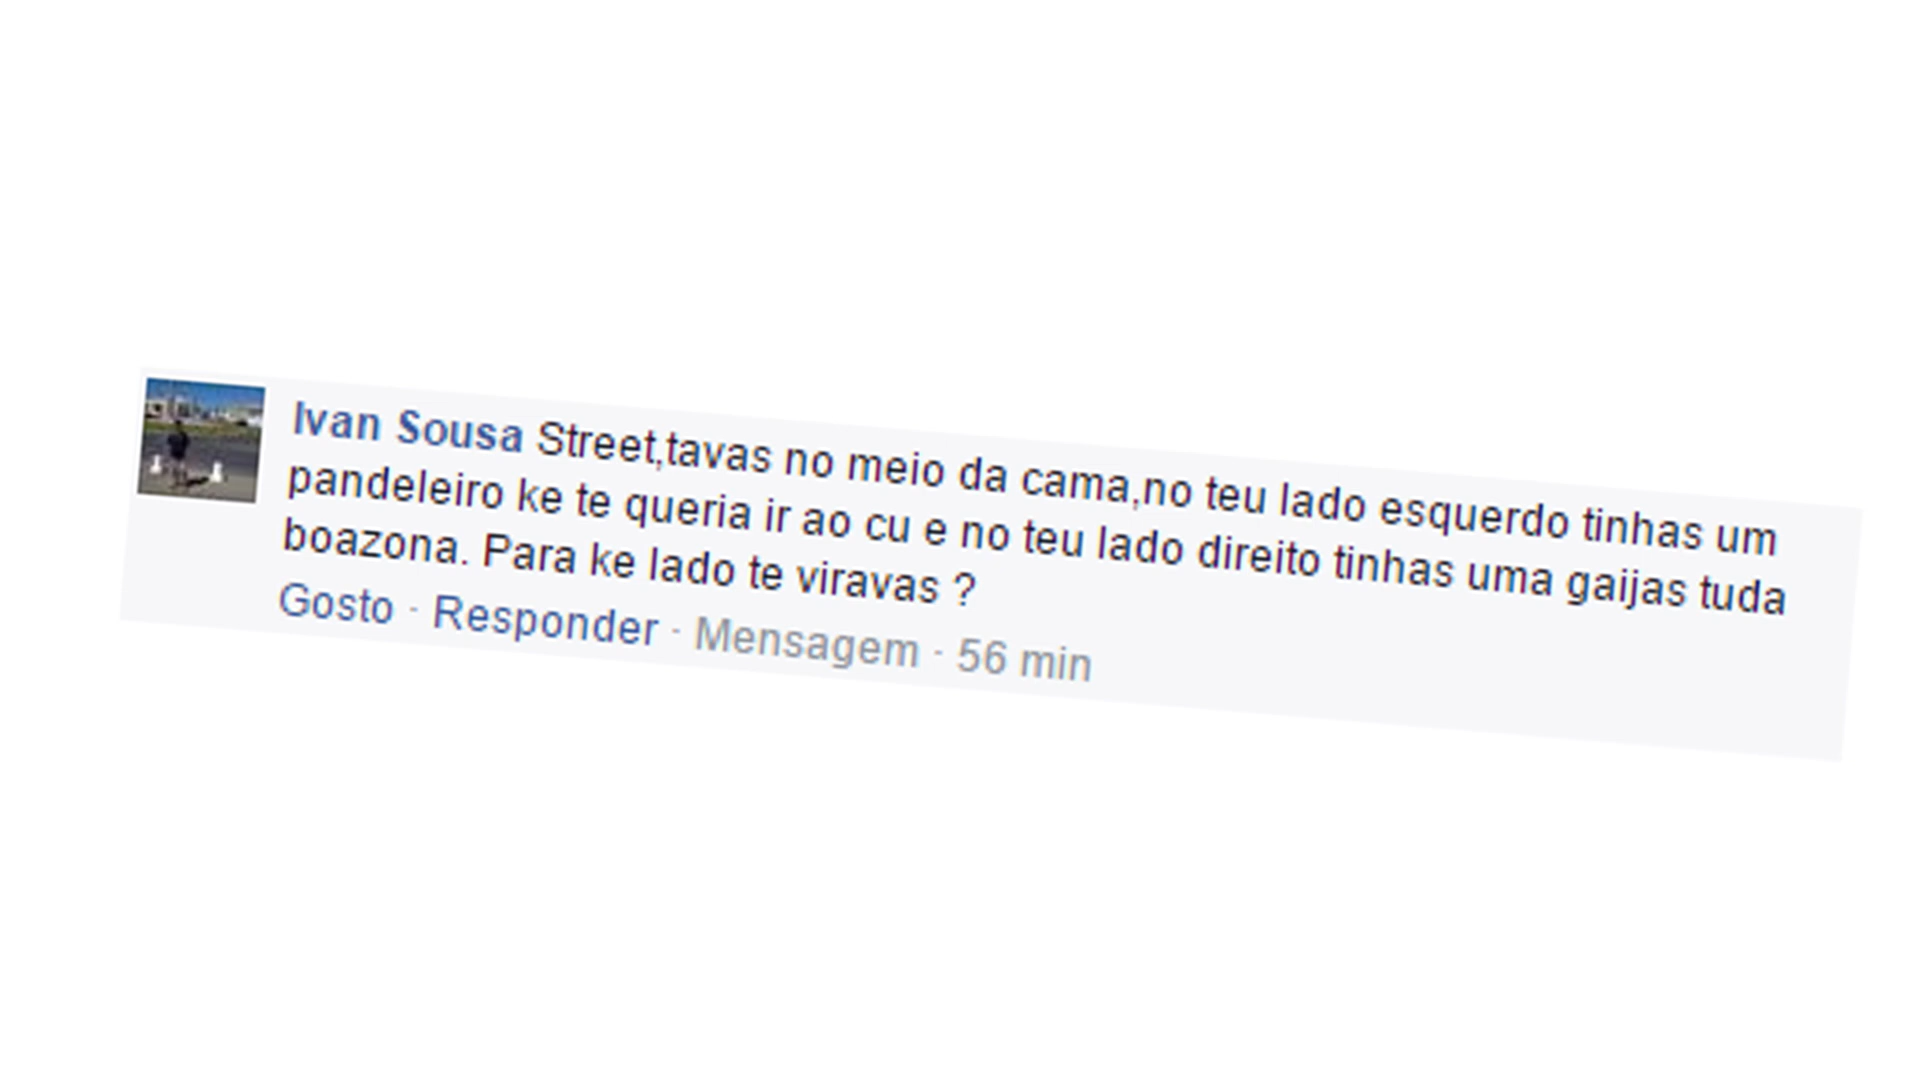 Ivan Sousa Street,tavas no meio da cama,no teu lado esquerdo tinhas um
pandeleiro ke te queria ir ao cu e no teu lado direito tinhas uma gaijas tuda
boazona. Para ke lado te viravas ?
Gosto · Responder · Mensagem · 56 min